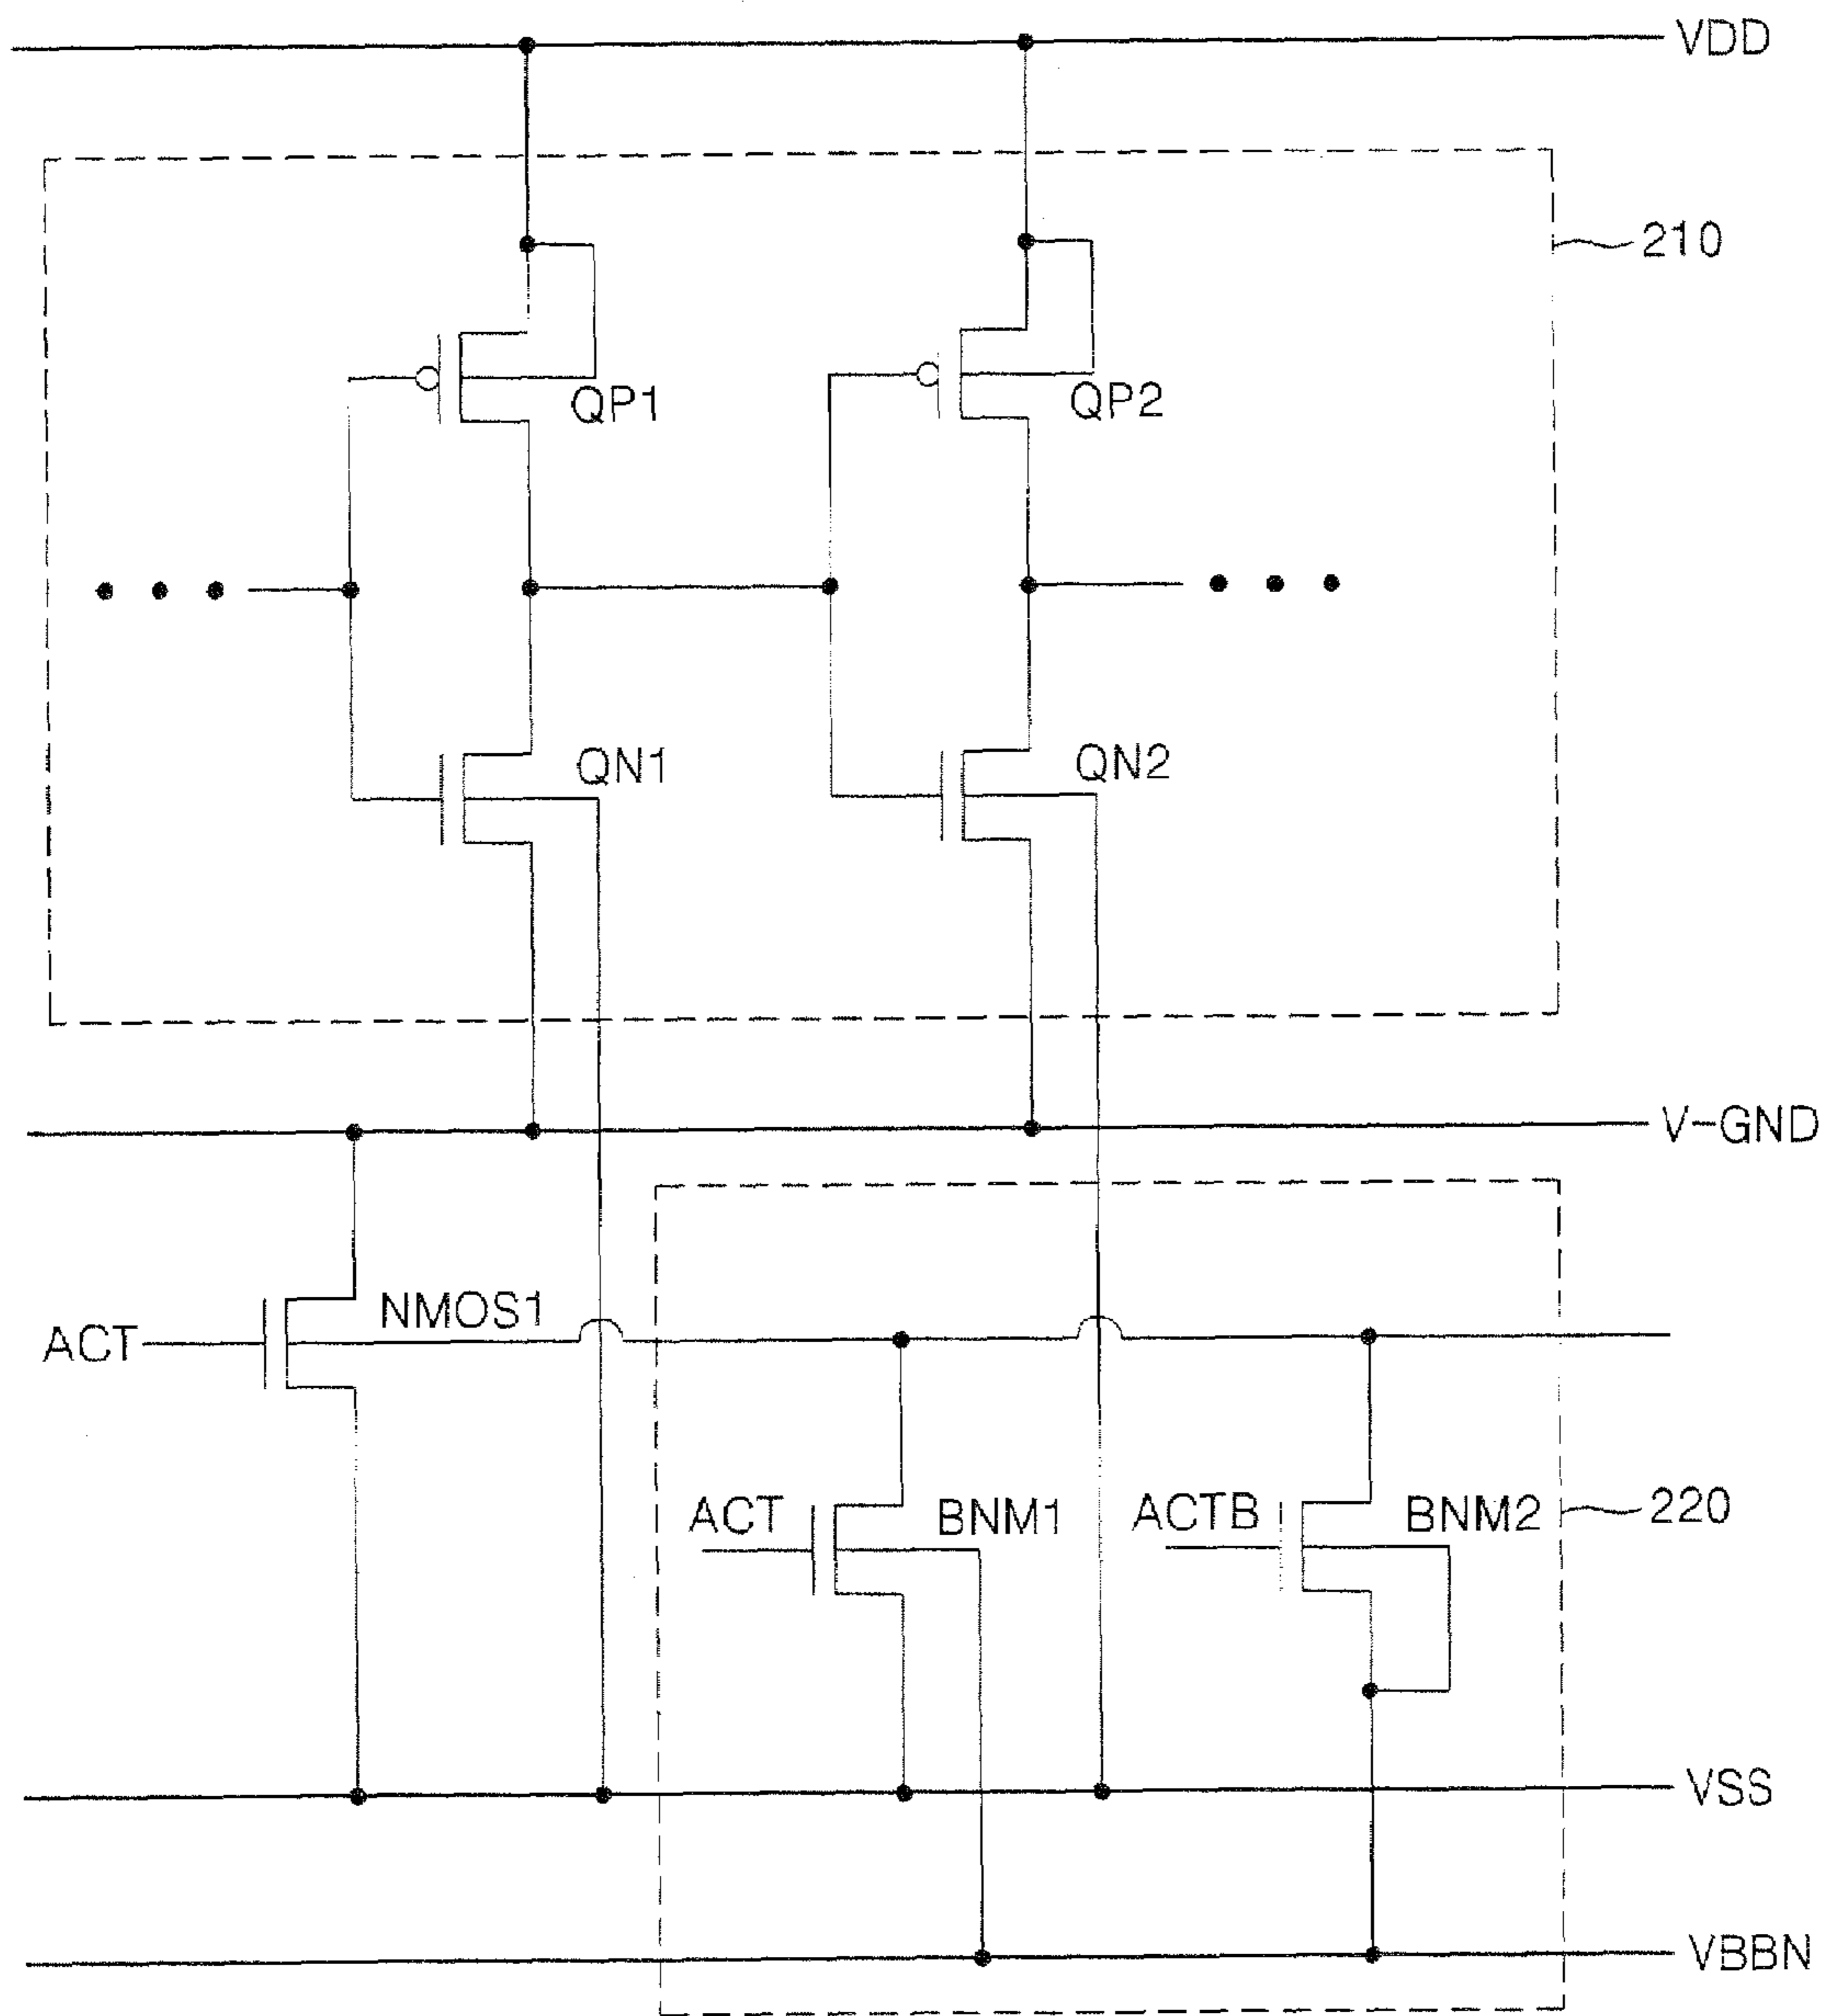 VDD
210
QP1
QP2
QN1
QN2
V-GND
NMOS1
ACT
ACT
BNM1
ACTB
BNM2
220
VSS
VBBN